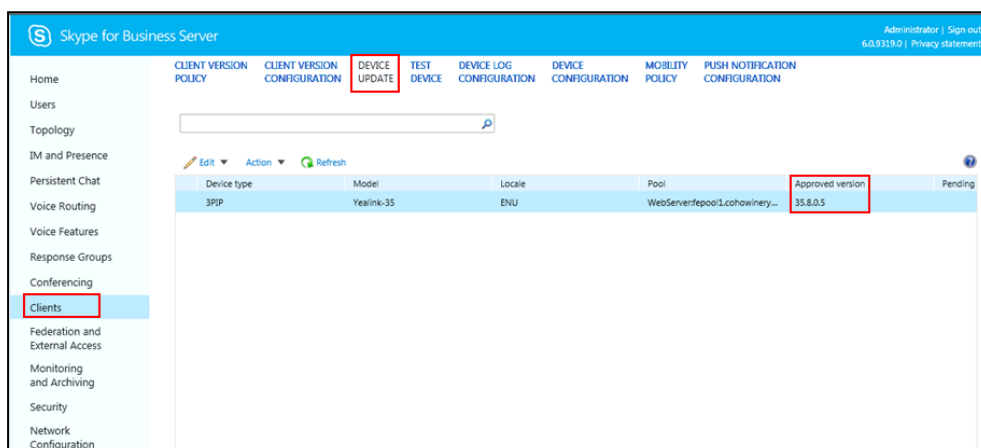 Skype for Business Server
Administrator | Sign out
6.0.9319.0 | Privacy statement
Home
Users
Topology
IM and Presence
Persistent Chat
Voice Routing
Voice Features
Response Groups
Conferencing
Clients
Federation and
External Access
Monitoring
and Archiving
Security
Network
Configuration
CLIENT VERSION
POLICY
CLIENT VERSION
CONFIGURATION
DEVICE
UPDATE
TEST
DEVICE
DEVICE LOG
CONFIGURATION
DEVICE
CONFIGURATION
MOBILITY
POLICY
PUSH NOTIFICATION
CONFIGURATION
Edit Action Refresh
Device type Model Locale Pool Approved version Pending
3PIP Yealink-35 ENU WebServer:fepool1.cohowinery... 35.8.0.5